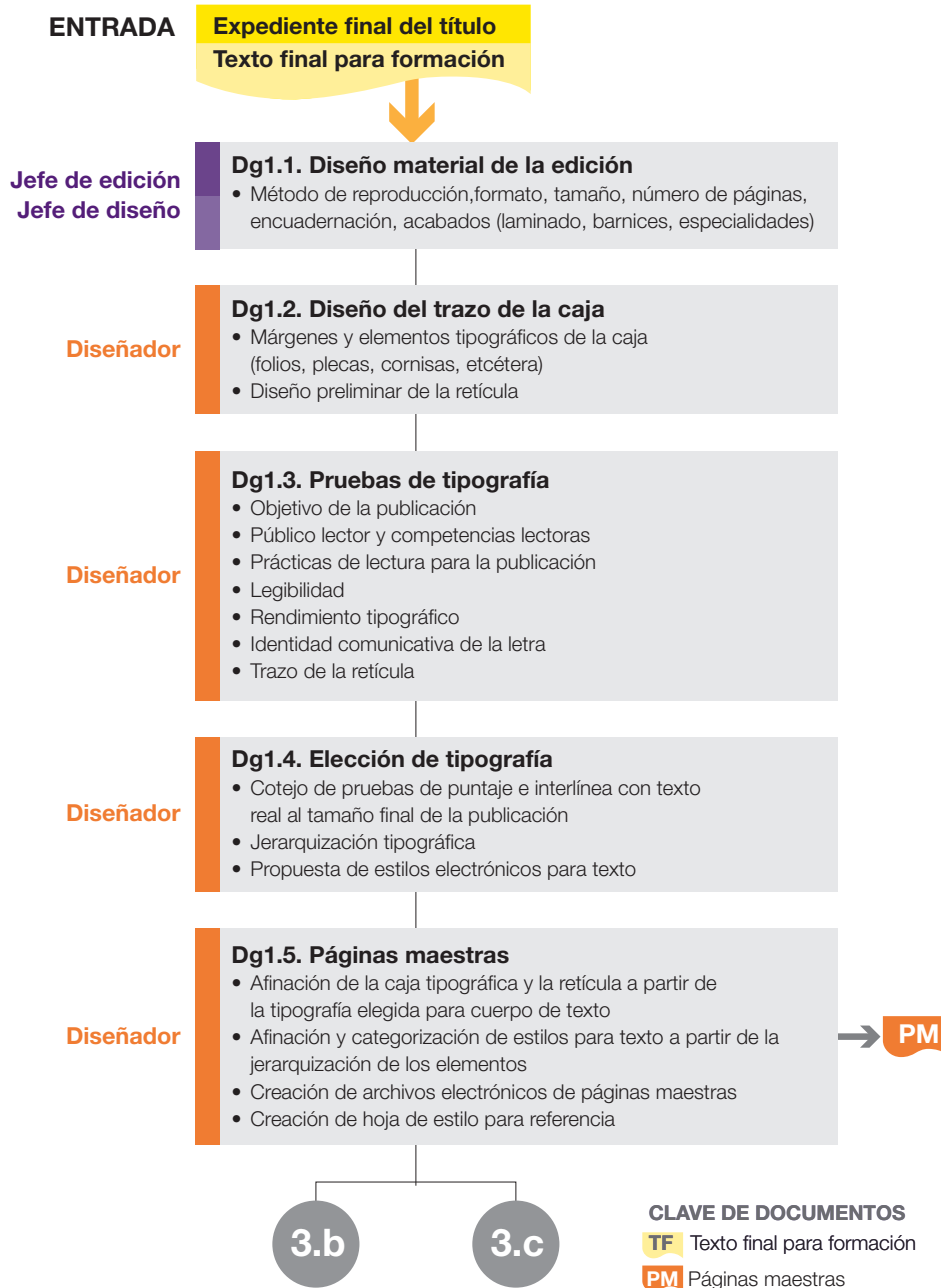 ENTRADA
Expediente final del título
Texto final para formación
Jefe de edición
Jefe de diseño
Dg1.1. Diseño material de la edición
• Método de reproducción,formato, tamaño, número de páginas,
encuadernación, acabados (laminado, barnices, especialidades)
Diseñador
Dg1.2. Diseño del trazo de la caja
• Márgenes y elementos tipográficos de la caja
(folios, plecas, cornisas, etcétera)
• Diseño preliminar de la retícula
Diseñador
Dg1.3. Pruebas de tipografía
• Objetivo de la publicación
• Público lector y competencias lectoras
• Prácticas de lectura para la publicación
• Legibilidad
• Rendimiento tipográfico
• Identidad comunicativa de la letra
• Trazo de la retícula
Diseñador
Dg1.4. Elección de tipografía
• Cotejo de pruebas de puntaje e interlínea con texto
real al tamaño final de la publicación
• Jerarquización tipográfica
• Propuesta de estilos electrónicos para texto
Diseñador
Dg1.5. Páginas maestras
• Afinación de la caja tipográfica y la retícula a partir de
la tipografía elegida para cuerpo de texto
• Afinación y categorización de estilos para texto a partir de la
jerarquización de los elementos
• Creación de archivos electrónicos de páginas maestras
• Creación de hoja de estilo para referencia
PM
3.b
3.c
CLAVE DE DOCUMENTOS
TF Texto final para formación
PM Páginas maestras